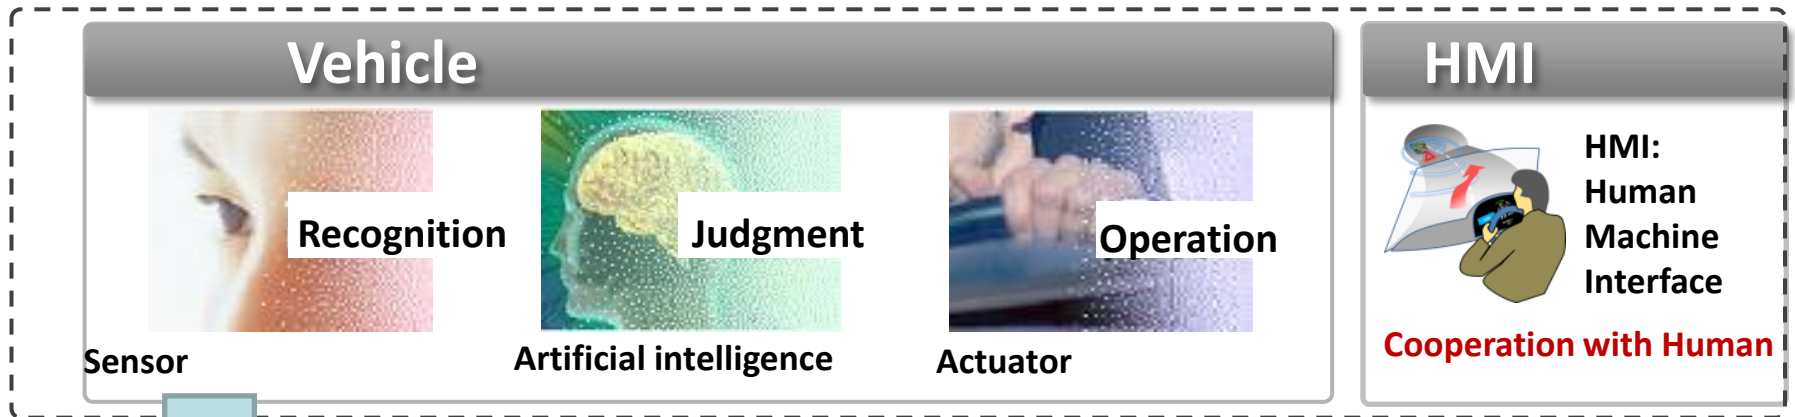 Vehicle
HMI
Recognition
Judgment
Operation
Sensor
Artificial intelligence
Actuator
HMI:
Human
Machine
Interface
Cooperation with Human